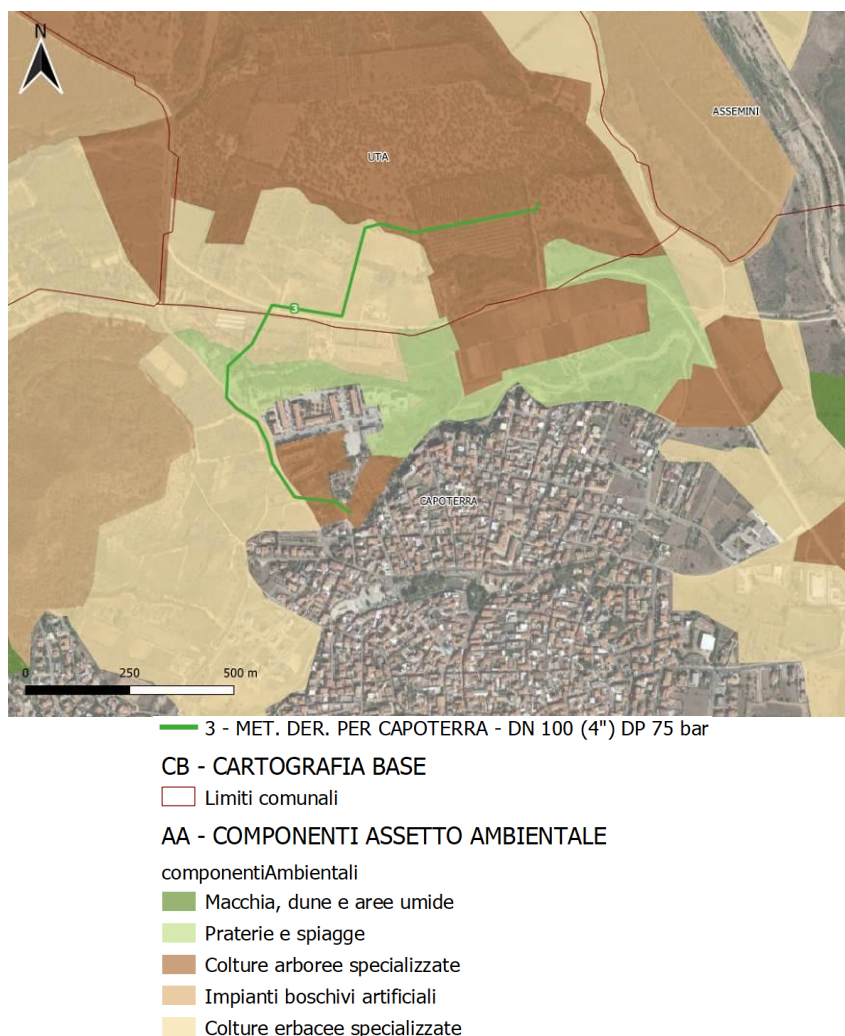 N
ASSEMINI
UTA
3
CAPOTERRA
0 250 500 m
3 - MET. DER. PER CAPOTERRA - DN 100 (4") DP 75 bar
CB - CARTOGRAFIA BASE
Limiti comunali
AA - COMPONENTI ASSETTO AMBIENTALE
componentiAmbientali
Macchia, dune e aree umide
Praterie e spiagge
Colture arboree specializzate
Impianti boschivi artificiali
Colture erbacee specializzate